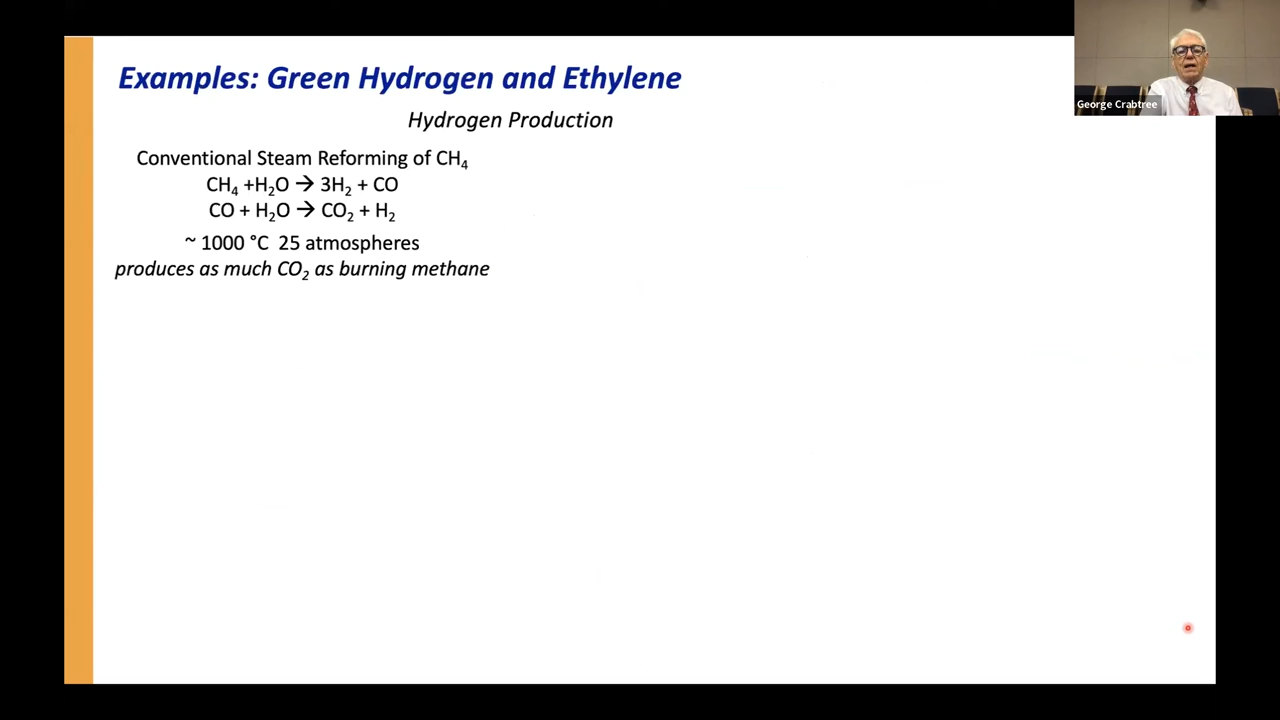 Examples: Green Hydrogen and Ethylene
Hydrogen Production
Conventional Steam Reforming of CH₄
CH₄ +H₂O → 3H₂ + CO
CO + H₂O → CO₂ + H₂
~ 1000 °C 25 atmospheres
produces as much CO₂ as burning methane
George Crabtree